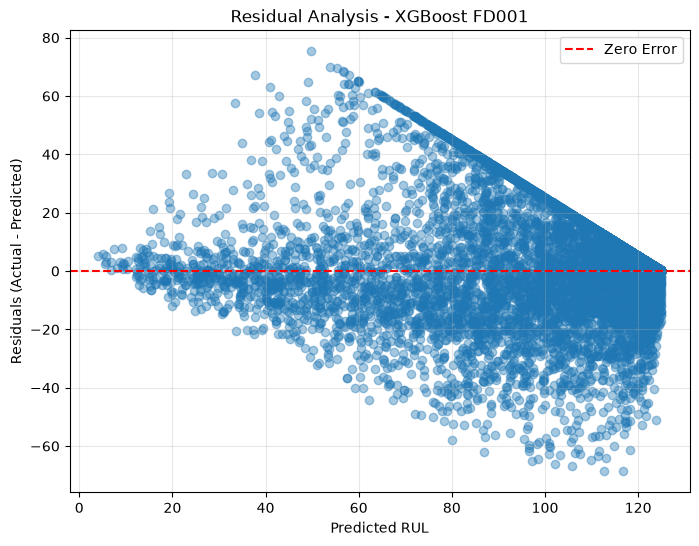 Residual Analysis - XGBoost FD001
Zero Error
Residuals (Actual - Predicted)
80
60
40
20
0
−20
−40
−60
0 20 40 60 80 100 120
Predicted RUL